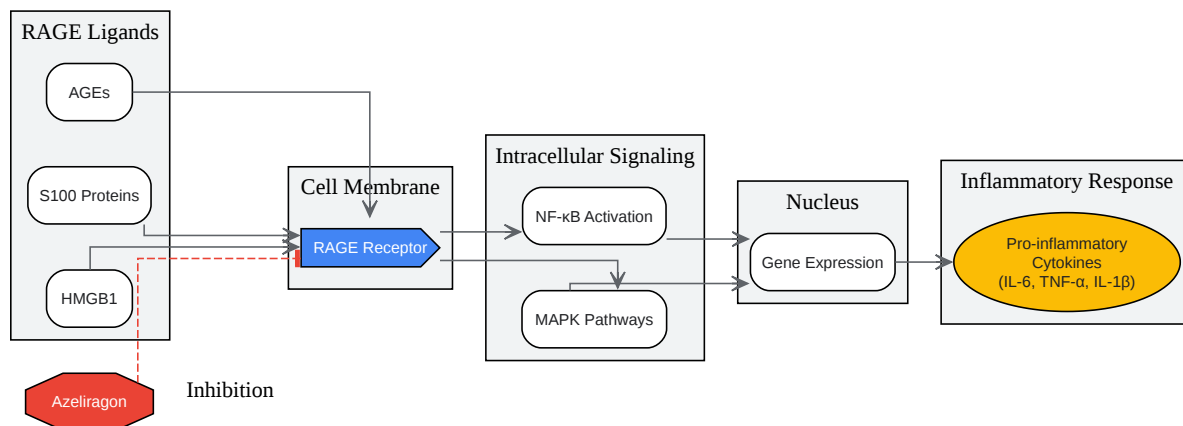 RAGE Ligands
AGEs
S100 Proteins
HMGB1
Azeliragon
Inhibition
Cell Membrane
RAGE Receptor
Intracellular Signaling
NF-κB Activation
MAPK Pathways
Nucleus
Gene Expression
Inflammatory Response
Pro-inflammatory
Cytokines
(IL-6, TNF-α, IL-1β)